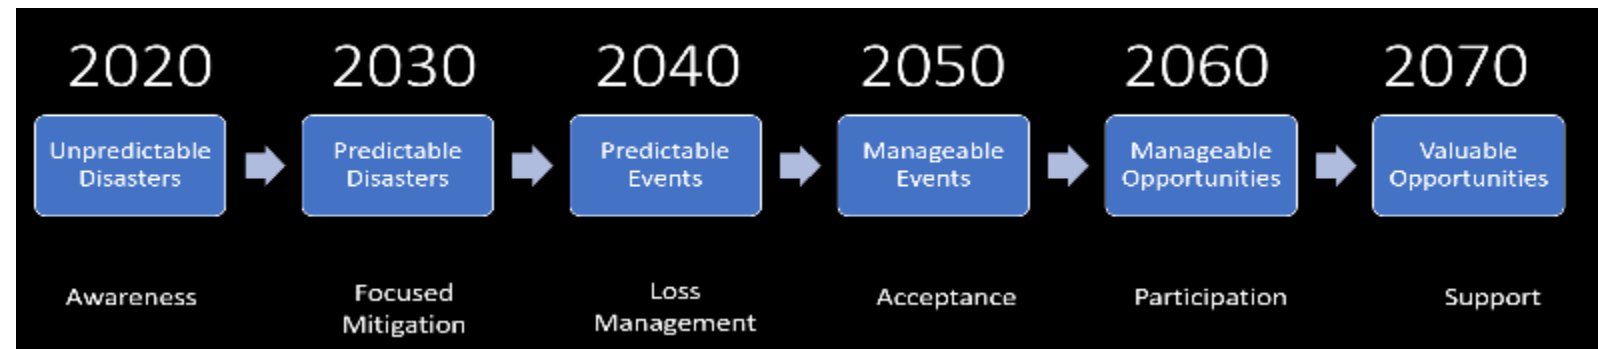 2020 2030 2040 2050 2060 2070
Unpredictable Disasters
Predictable Disasters
Predictable Events
Manageable Events
Manageable Opportunities
Valuable Opportunities
Awareness
Focused Mitigation
Loss Management
Acceptance
Participation
Support